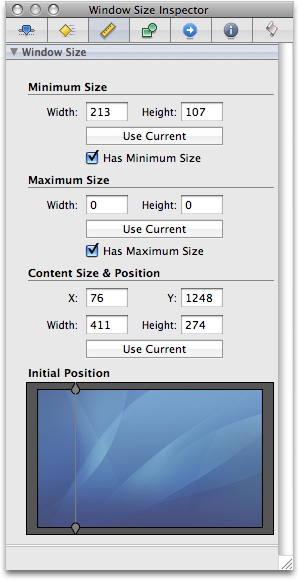 Window Size Inspector
Window Size
Minimum Size
Width: 213 Height: 107
Use Current
Has Minimum Size
Maximum Size
Width: 0 Height: 0
Use Current
Has Maximum Size
Content Size & Position
X: 76 Y: 1248
Width: 411 Height: 274
Use Current
Initial Position